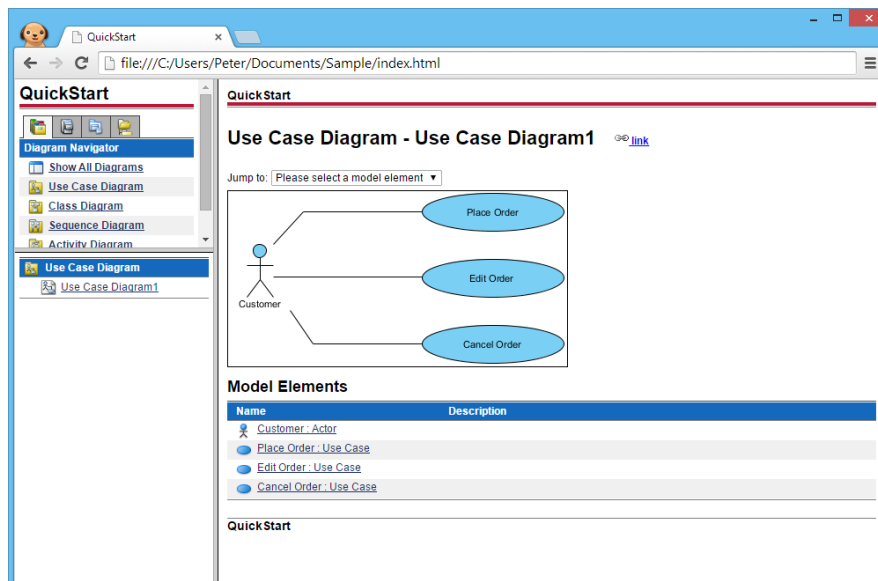 QuickStart
file:///C:/Users/Peter/Documents/Sample/index.html
QuickStart
Diagram Navigator
Show All Diagrams
Use Case Diagram
Class Diagram
Sequence Diagram
Activity Diagram
Use Case Diagram
Use Case Diagram1
QuickStart
Use Case Diagram - Use Case Diagram1 link
Jump to: Please select a model element
Place Order
Edit Order
Customer
Cancel Order
Model Elements
Name Description
Customer : Actor
Place Order : Use Case
Edit Order : Use Case
Cancel Order : Use Case
QuickStart